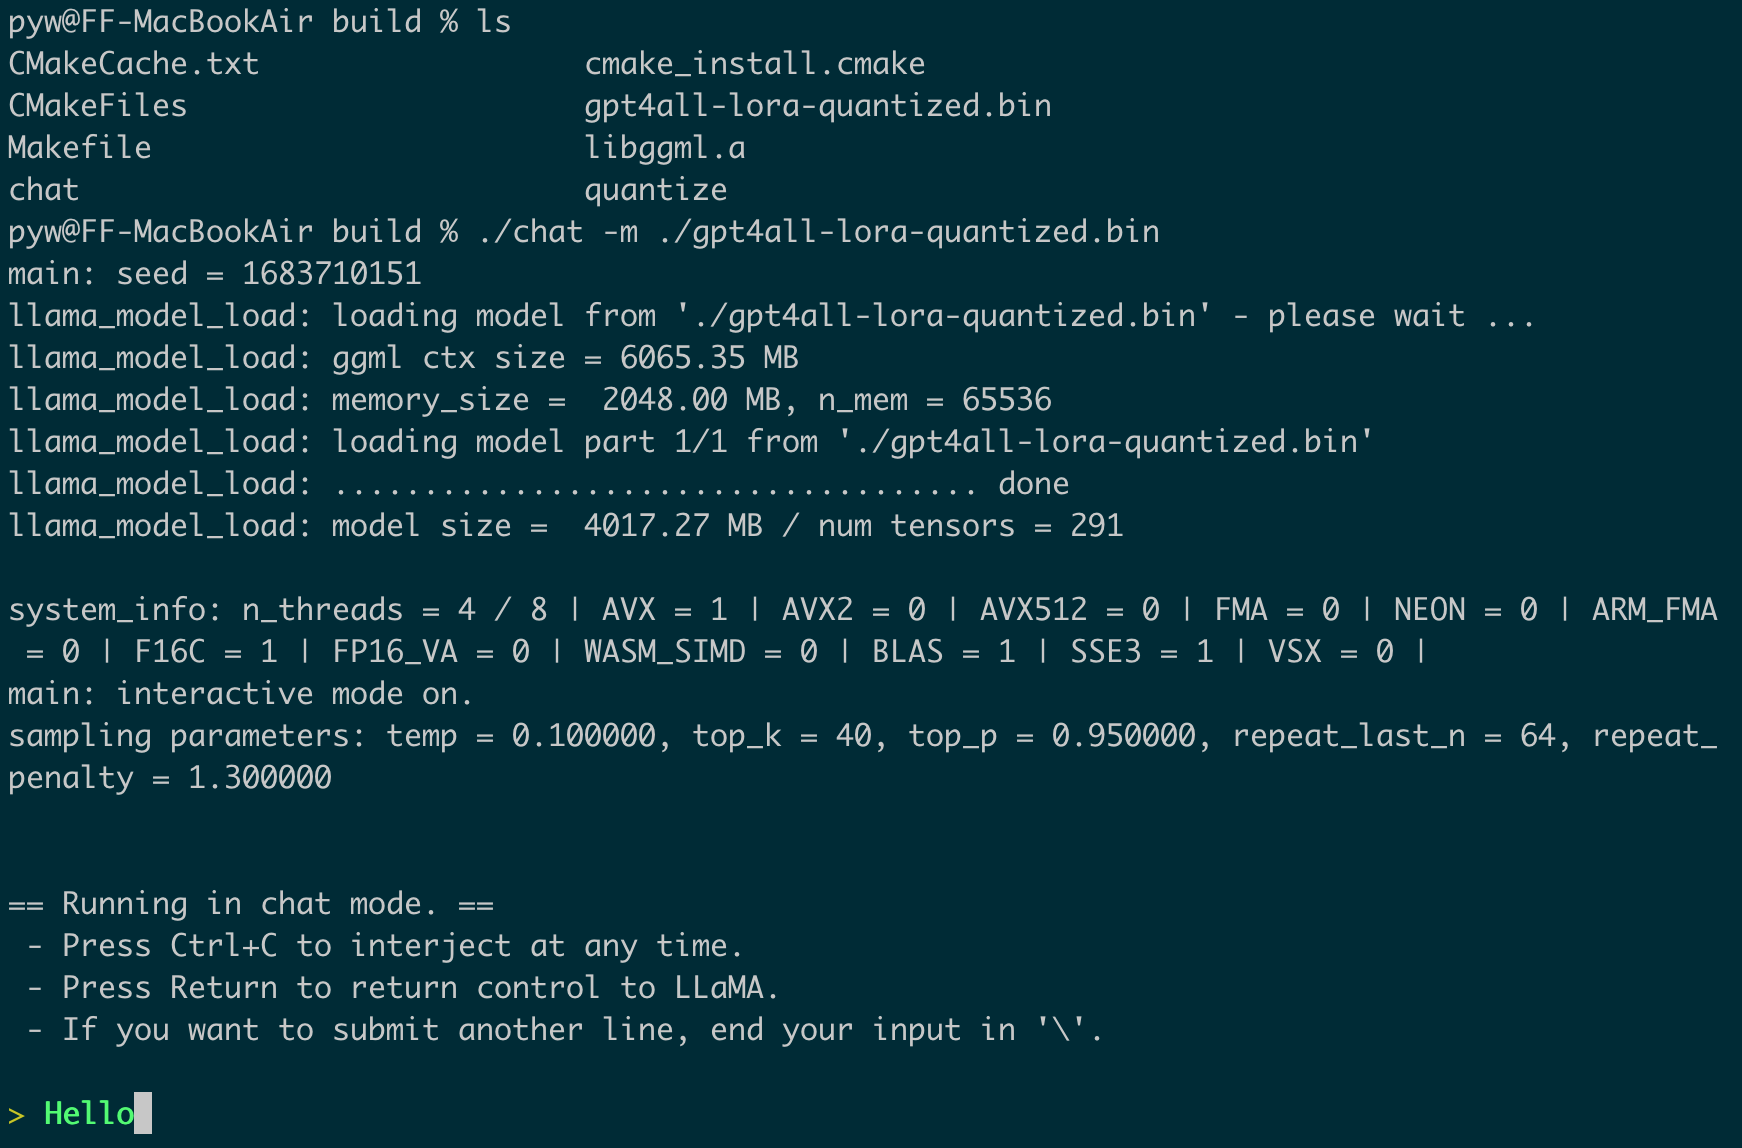 pyw@FF-MacBookAir build % ls
CMakeCache.txt                  cmake_install.cmake
CMakeFiles                      gpt4all-lora-quantized.bin
Makefile                        libggml.a
chat                            quantize
pyw@FF-MacBookAir build % ./chat -m ./gpt4all-lora-quantized.bin
main: seed = 1683710151
llama_model_load: loading model from './gpt4all-lora-quantized.bin' - please wait ...
llama_model_load: ggml ctx size = 6065.35 MB
llama_model_load: memory_size =  2048.00 MB, n_mem = 65536
llama_model_load: loading model part 1/1 from './gpt4all-lora-quantized.bin'
llama_model_load: .................................... done
llama_model_load: model size =  4017.27 MB / num tensors = 291
system_info: n_threads = 4 / 8 | AVX = 1 | AVX2 = 0 | AVX512 = 0 | FMA = 0 | NEON = 0 | ARM_FMA
 = 0 | F16C = 1 | FP16_VA = 0 | WASM_SIMD = 0 | BLAS = 1 | SSE3 = 1 | VSX = 0 |
main: interactive mode on.
sampling parameters: temp = 0.100000, top_k = 40, top_p = 0.950000, repeat_last_n = 64, repeat_
penalty = 1.300000
== Running in chat mode. ==
 - Press Ctrl+C to interject at any time.
 - Press Return to return control to LLaMA.
 - If you want to submit another line, end your input in '\'.
> Hello